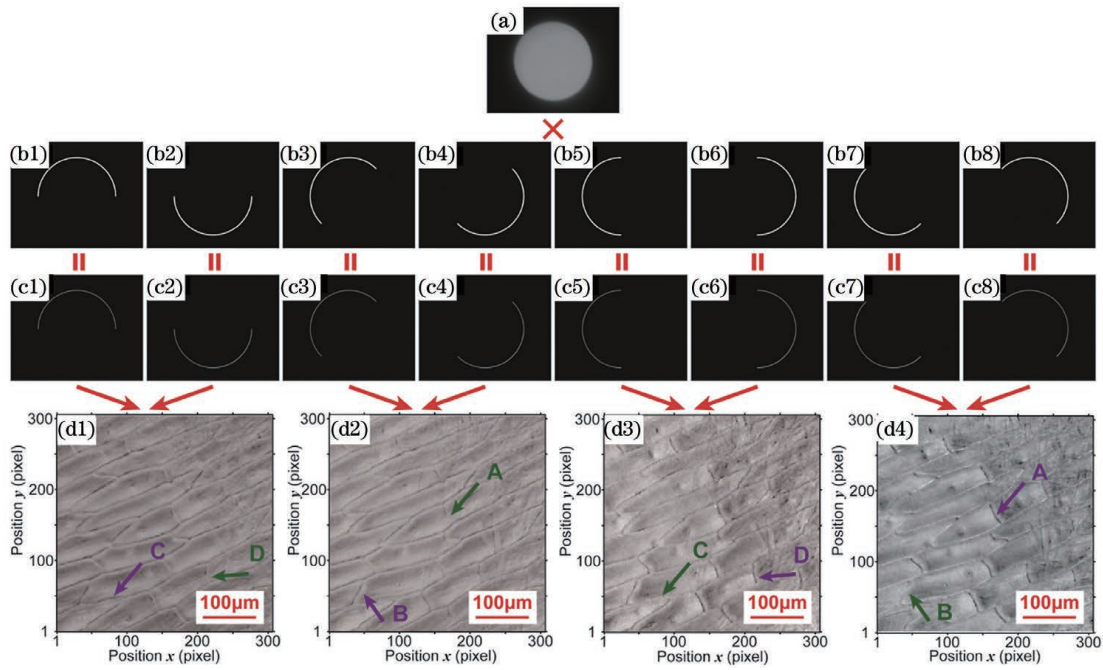 (a)
×
(b1) (b2) (b3) (b4) (b5) (b6) (b7) (b8)
= = = = = = = =
(c1) (c2) (c3) (c4) (c5) (c6) (c7) (c8)
(d1) (d2) (d3) (d4)
300 300 300 300
A A
200 200 200 200
Position y (pixel) Position y (pixel) Position y (pixel) Position y (pixel)
100 100 100 100
C D B C D B
100μm 100μm 100μm 100μm
1 1 1 1
1 100 200 300 1 100 200 300 1 100 200 300 1 100 200 300
Position x (pixel) Position x (pixel) Position x (pixel) Position x (pixel)